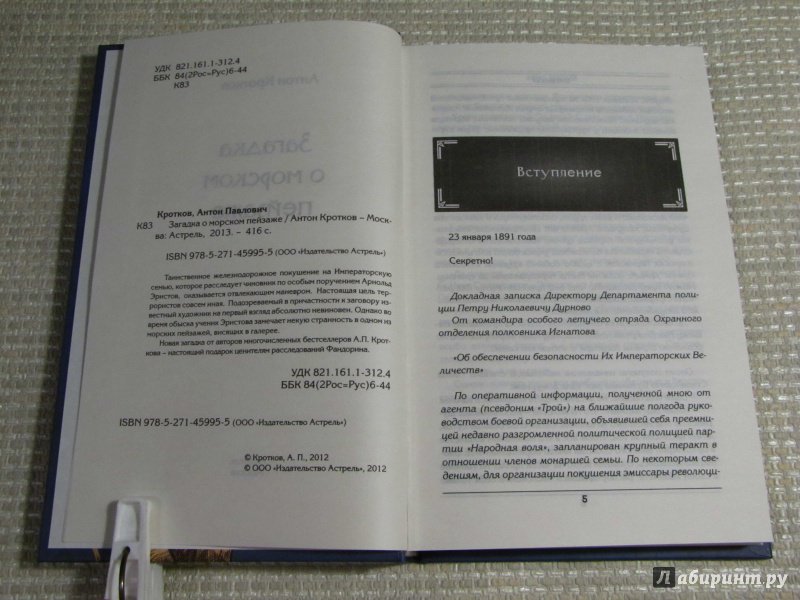 УДК 821.161.1-312.4
ББК 84(2Рос=Рус)6-44
К83
Кротков, Антон Павлович
К83 Загадка о морском пейзаже / Антон Кротков – Моск-
ва: Астрель, 2013. – 416 с.
ISBN 978-5-271-45995-5 (ООО «Издательство Астрель»)
Таинственное железнодорожное покушение на Императорскую
семью, которое расследует чиновник по особым поручением Арнольд
Эристов, оказывается отвлекающим маневром. Настоящая цель тер-
рористов совсем иная. Подозреваемый в причастности к заговору извес-
тный художник на первый взгляд абсолютно невиновен. Однако во
время обыска ученик Эристова замечает некую странность в одном из
морских пейзажей, висящих в галерее.
Новая загадка от авторов многочисленных бестселлеров А.П. Крот-
кова – настоящий подарок ценителям расследований Фандорина.
УДК 821.161.1-312.4
ББК 84(2Рос=Рус)6-44
ISBN 978-5-271-45995-5 (ООО «Издательство Астрель»)
© Кротков, А. П., 2012
© ООО «Издательство Астрель», 2012
Вступление
23 января 1891 года
Секретно!
Докладная записка Директору Департамента поли-
ции Петру Николаевичу Дурново
От командира особого летучего отряда Охранного
отделения полковника Игнатова
«Об обеспечении безопасности Их Императорских Ве-
личеств»
По оперативной информации, полученной мною от
агента (псевдоним «Трой») на ближайшие полгода руко-
водством боевой организации, объявившей себя преемни-
цей недавно разгромленной политической полицией пар-
тии «Народная воля», запланирован крупный теракт в
отношении членов монаршей семьи. По некоторым све-
дениям, для организации покушения эмиссары революци-
5
Лабиринт.ру